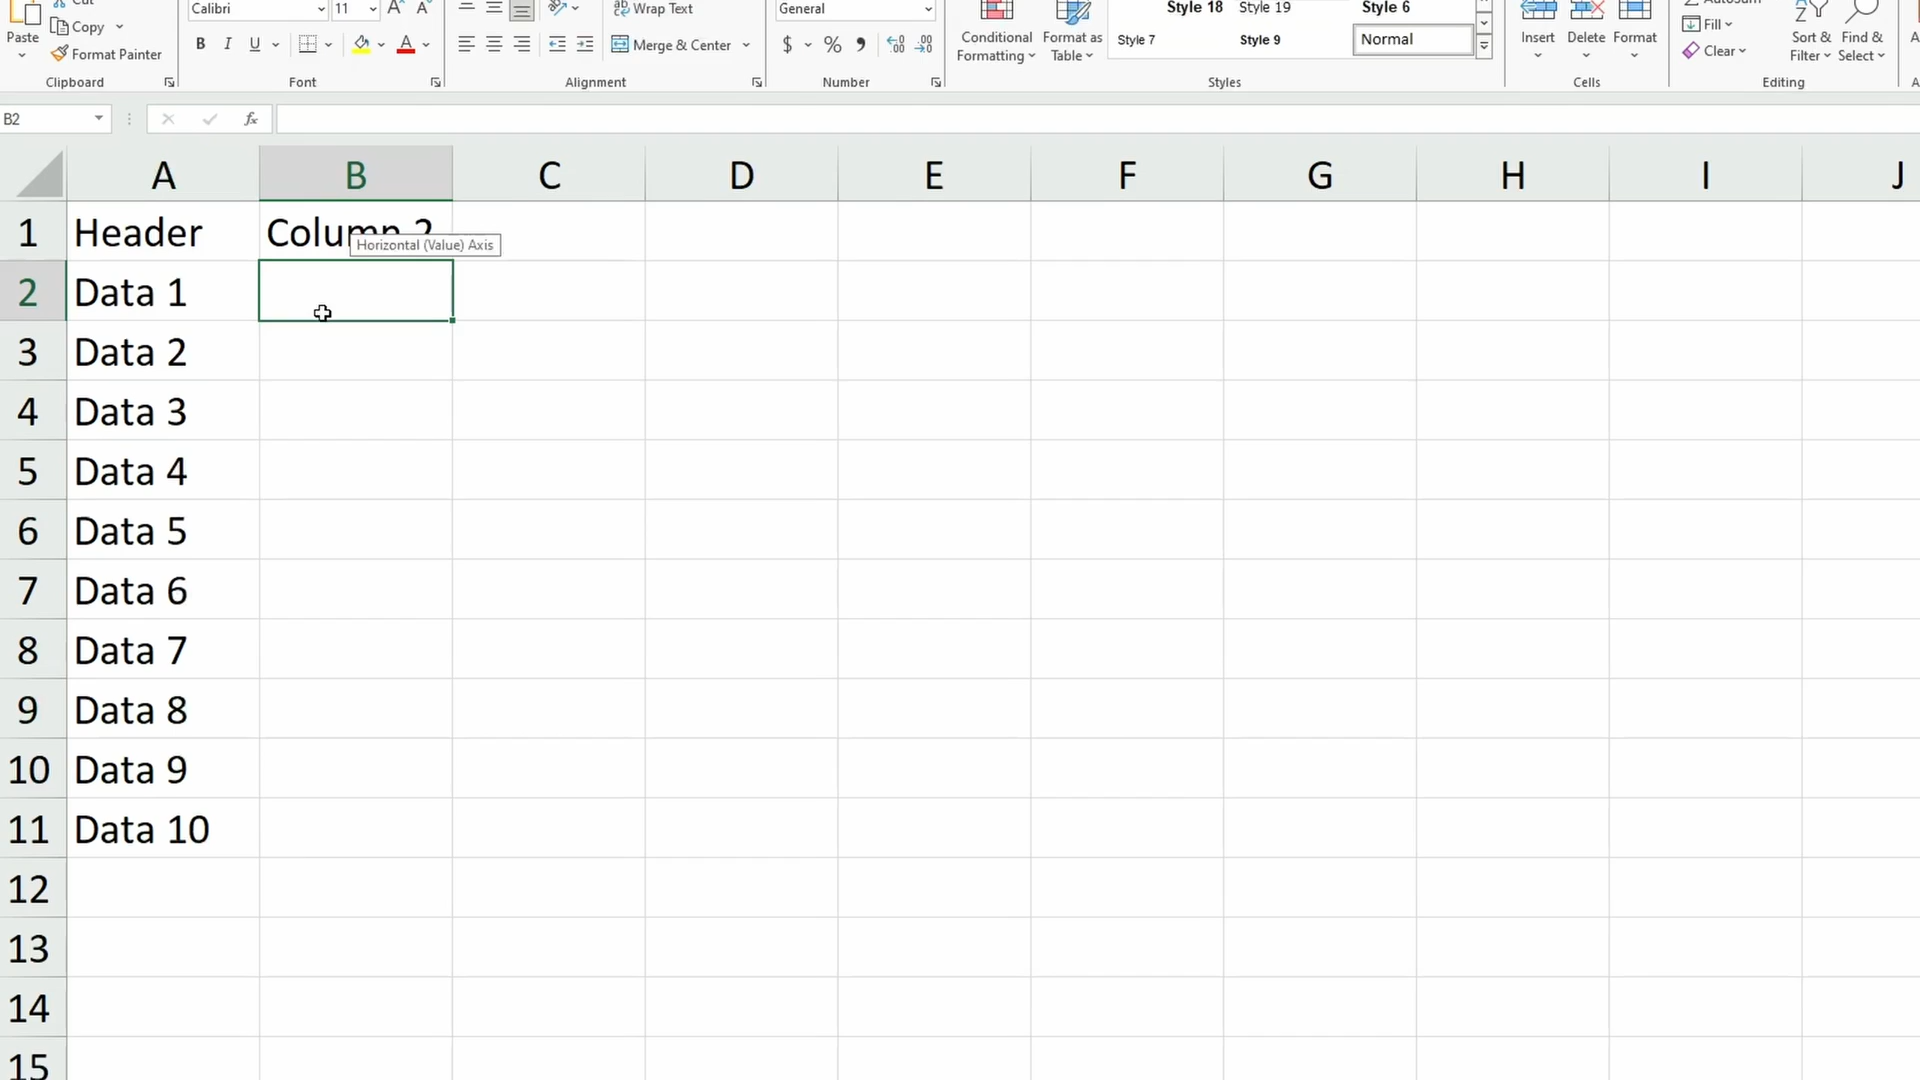 Cut
Calibri 11
Wrap Text
General
Style 18 Style 19 Style 6
Paste
Copy
Format Painter
B I U
A
Merge & Center
$ % ,
Conditional
Formatting
Format as
Table
Style 7 Style 9 Normal
Insert Delete Format
Fill
Clear
Sort &
Filter
Find &
Select
Clipboard Font Alignment Number Styles Cells Editing
B2
fx
A B C D E F G H I J
1 Header Column 2
Horizontal (Value) Axis
2 Data 1
3 Data 2
4 Data 3
5 Data 4
6 Data 5
7 Data 6
8 Data 7
9 Data 8
10 Data 9
11 Data 10
12
13
14
15